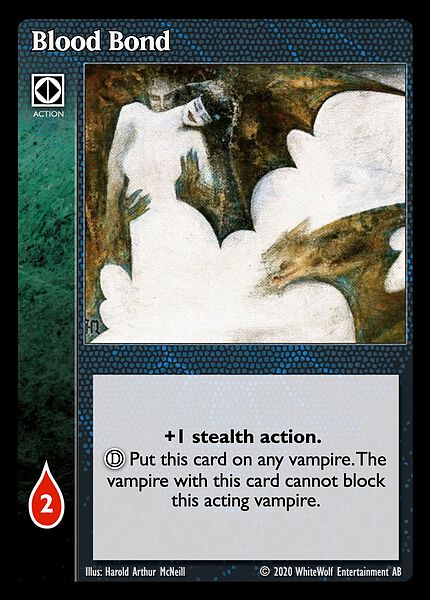 Blood Bond
ACTION
+1 stealth action.
Ⓓ Put this card on any vampire. The
vampire with this card cannot block
this acting vampire.
2
Illus: Harold Arthur McNeill
© 2020 WhiteWolf Entertainment AB